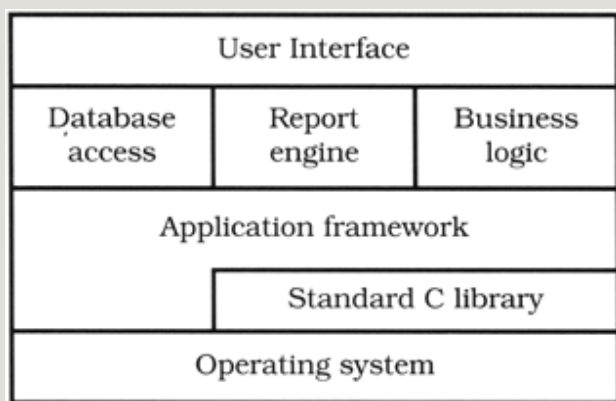 User Interface
Database
access
Report
engine
Business
logic
Application framework
Standard C library
Operating system